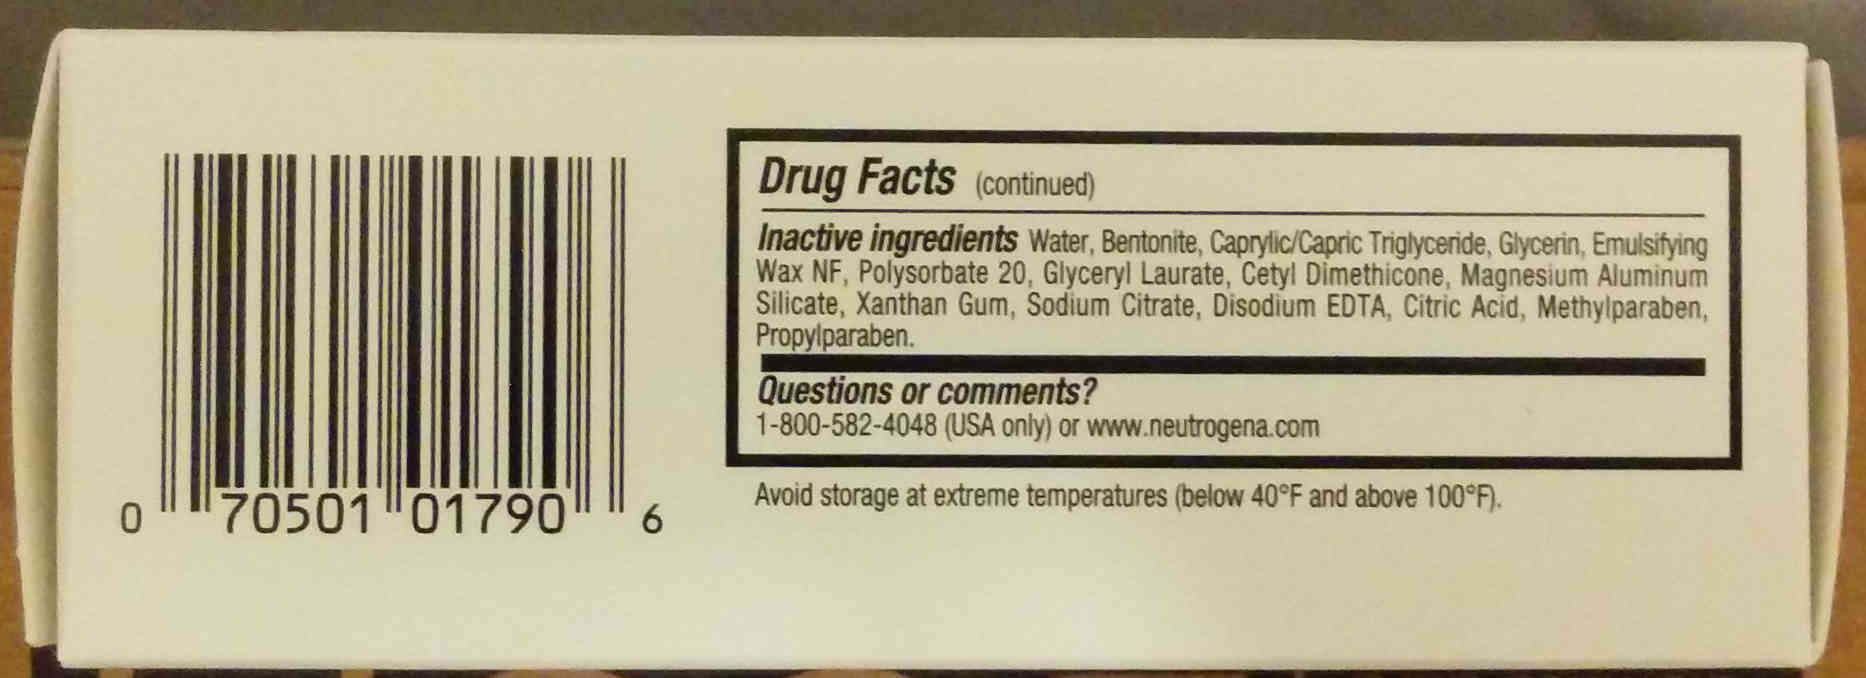 0 70501 01790 6
Drug Facts (continued)
Inactive ingredients Water, Bentonite, Caprylic/Capric Triglyceride, Glycerin, Emulsifying
Wax NF, Polysorbate 20, Glyceryl Laurate, Cetyl Dimethicone, Magnesium Aluminum
Silicate, Xanthan Gum, Sodium Citrate, Disodium EDTA, Citric Acid, Methylparaben,
Propylparaben.
Questions or comments?
1-800-582-4048 (USA only) or www.neutrogena.com
Avoid storage at extreme temperatures (below 40°F and above 100°F).